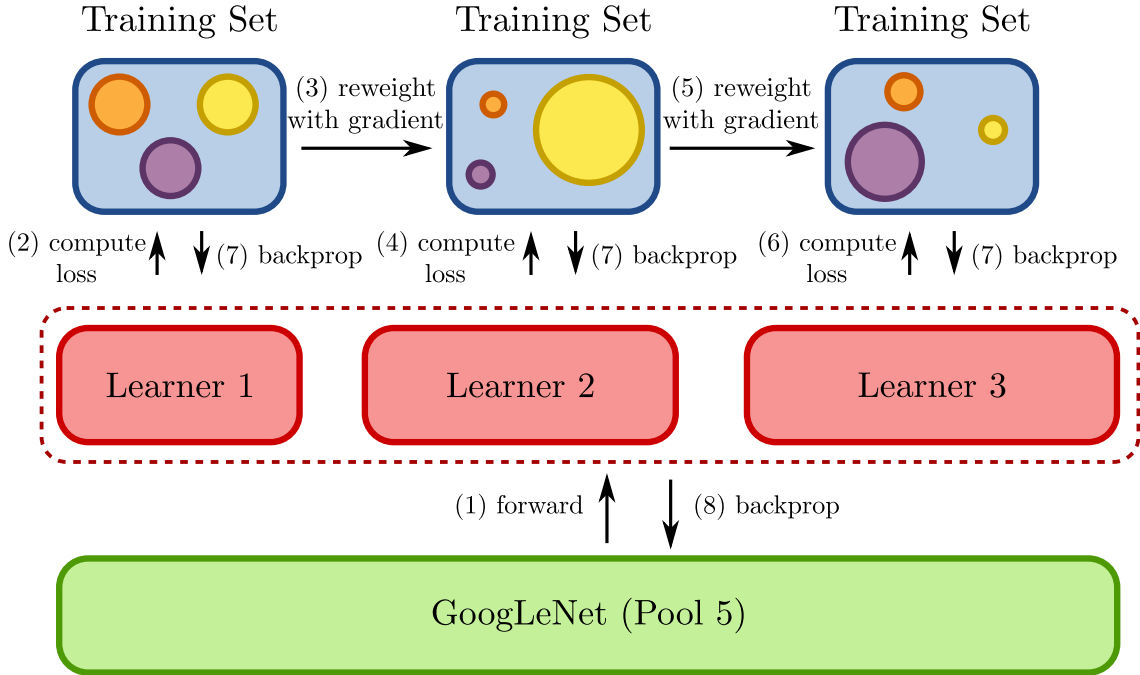 Training Set
Training Set
Training Set
(3) reweight
with gradient
(5) reweight
with gradient
(2) compute
loss
(7) backprop
(4) compute
loss
(7) backprop
(6) compute
loss
(7) backprop
Learner 1
Learner 2
Learner 3
(1) forward
(8) backprop
GoogLeNet (Pool 5)